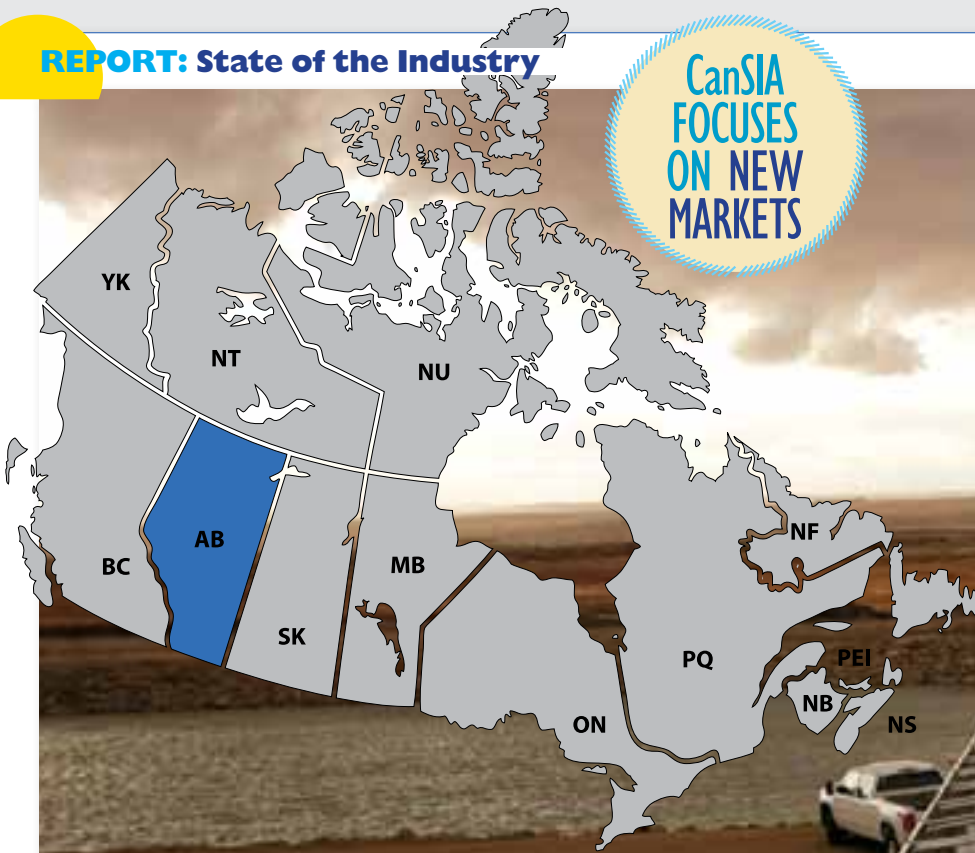 REPORT: State of the Industry
CanSIA
FOCUSES
ON NEW
MARKETS
YK
NT
NU
BC
AB
SK
MB
ON
PQ
NF
PEI
NB
NS